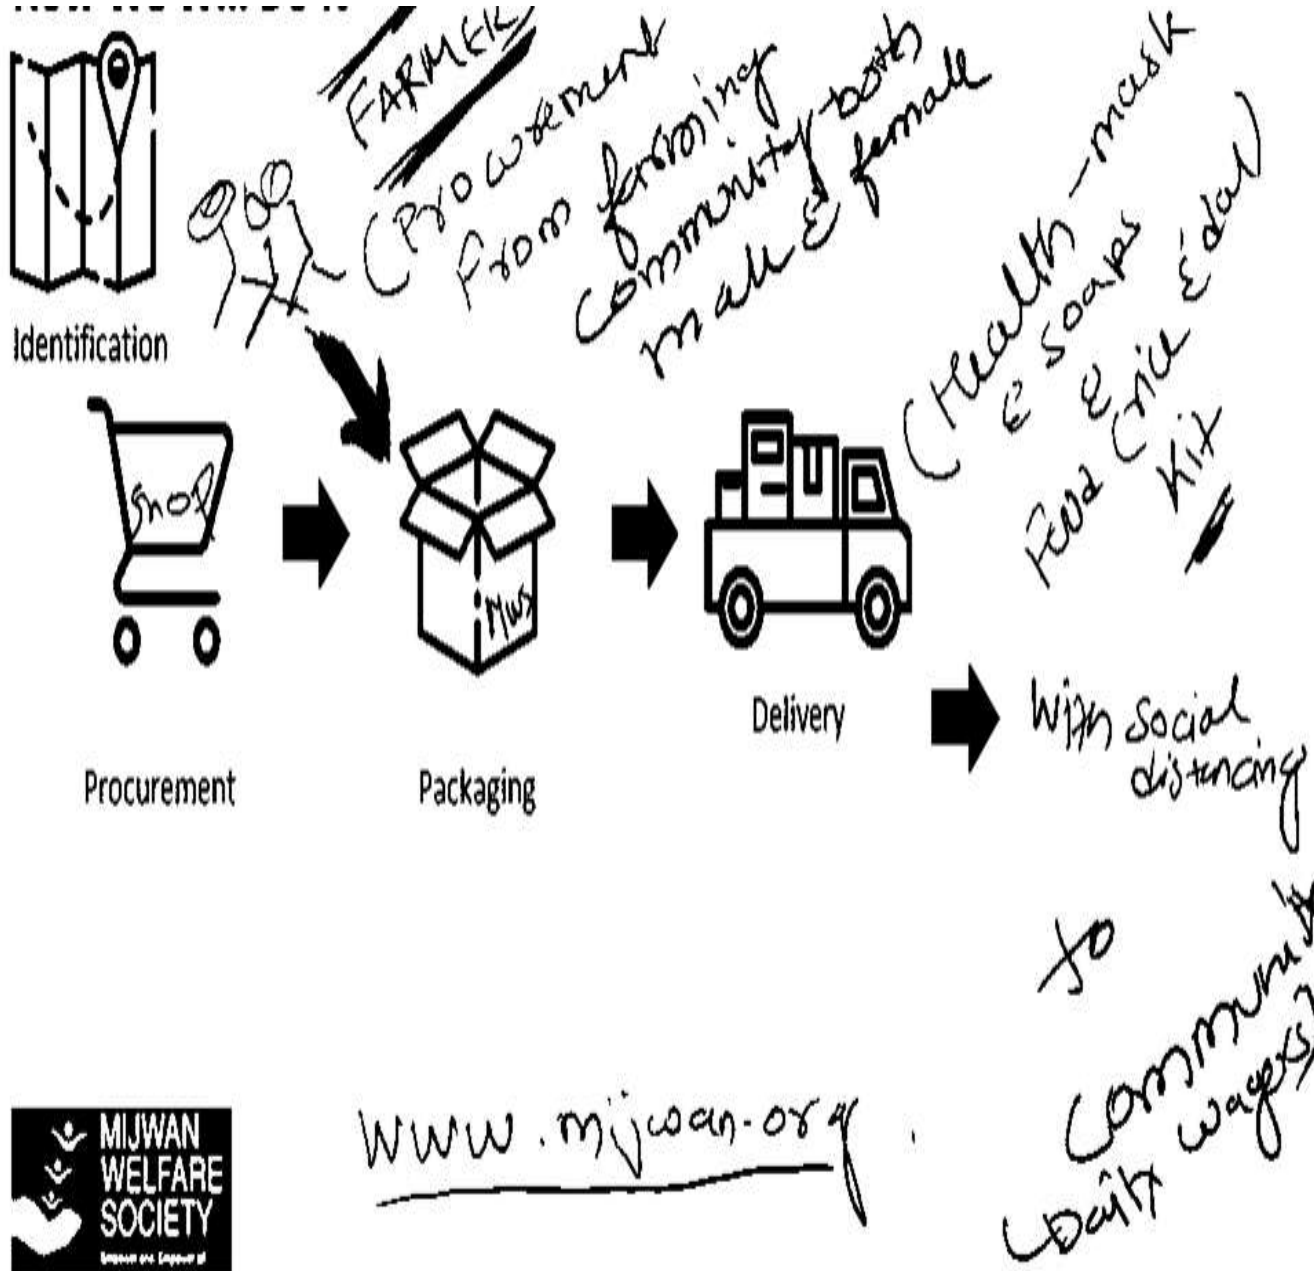 FARMER
(Procurement
From farming
community both
male & female
Identification
(Health - mask
& soaps
&
Food (rice & dal)
Kit
Shop
MWS
Delivery
With social
distancing
Procurement
Packaging
to
Community
(Daily wagers)
www.mijwan.org
MIJWAN
WELFARE
SOCIETY